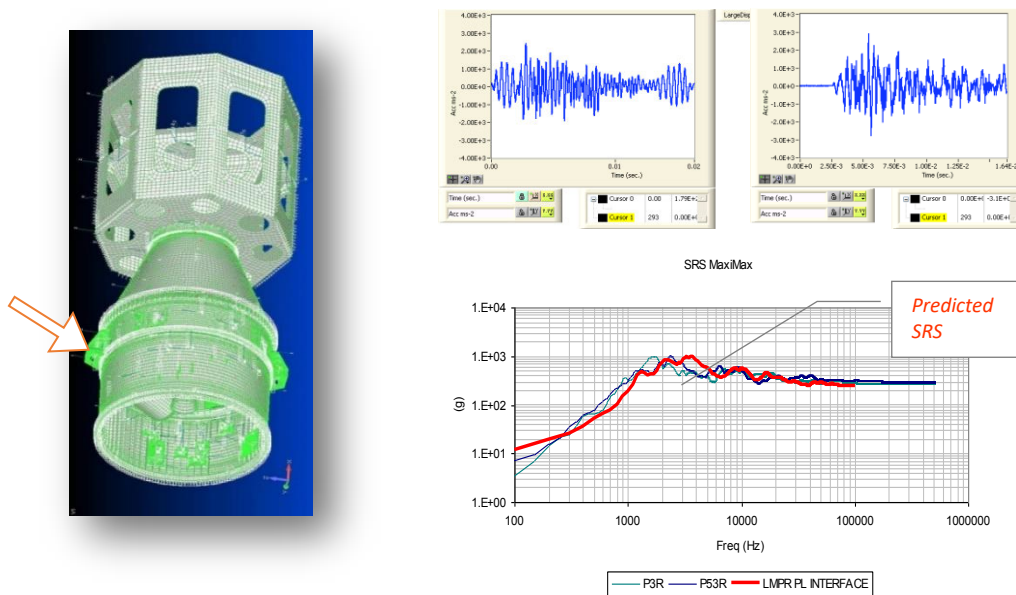 4.00E+3
3.00E+3
2.00E+3
1.00E+3
0.00E+0
-1.00E+3
-2.00E+3
-3.00E+3
-4.00E+3
Acc ms-2
0.00
0.01
0.02
Time (sec.)
Time (sec.)
Acc ms-2
Cursor 0 0.00 1.79E+
Cursor 1 293 0.00E+
LargeDisp
4.00E+3
3.00E+3
2.00E+3
1.00E+3
0.00E+0
-1.00E+3
-2.00E+3
-3.00E+3
-4.00E+3
Acc ms-2
0.00E+0 2.50E-3 5.00E-3 7.50E-3 1.00E-2 1.25E-2 1.64E-2
Time (sec.)
Time (sec.)
Acc ms-2
Cursor 0 0.00E+ -3.1E+
Cursor 1 293 0.00E+
SRS MaxiMax
Predicted
SRS
1.E+04
1.E+03
1.E+02
1.E+01
1.E+00
(g)
100 1000 10000 100000 1000000
Freq (Hz)
P3R P53R LMPR PL INTERFACE